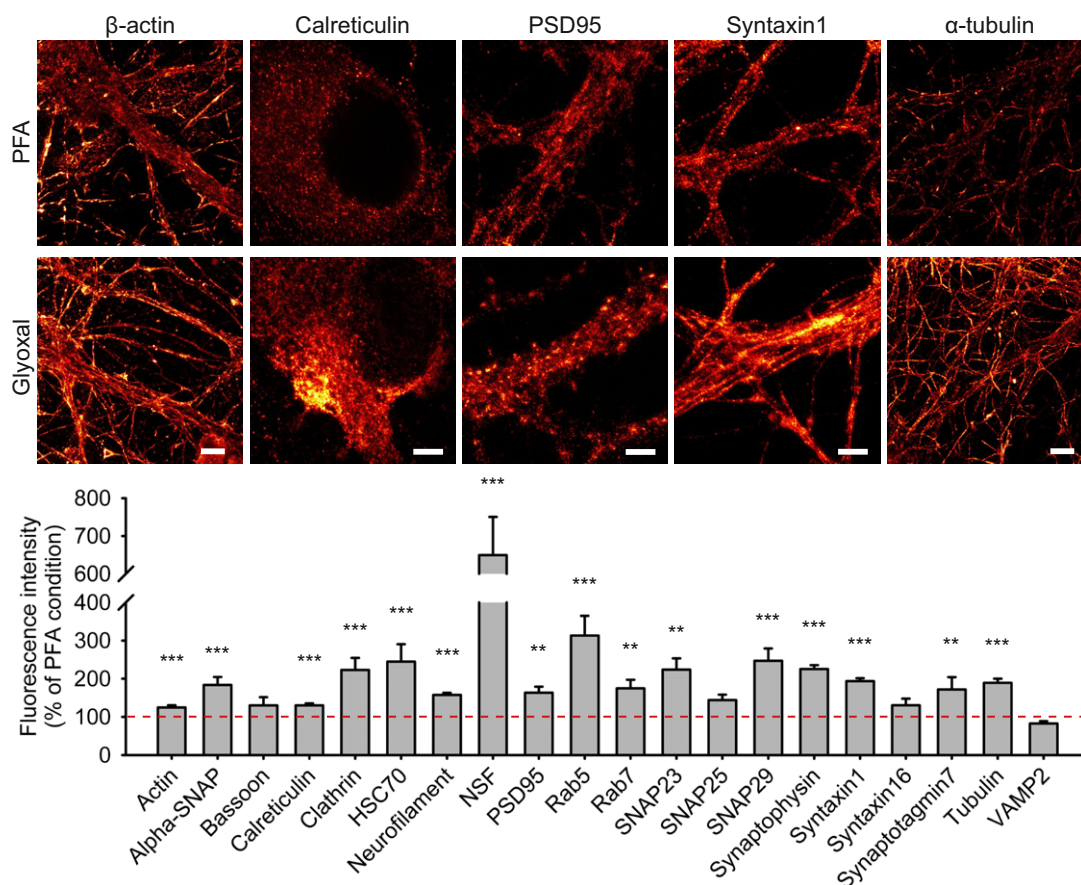 β-actin Calreticulin PSD95 Syntaxin1 α-tubulin
PFA
Glyoxal
Fluorescence intensity
(% of PFA condition)
800
700
600
400
300
200
100
0
*** *** *** *** *** *** *** ** *** ** ** *** *** *** ** ***
Actin
Alpha-SNAP
Bassoon
Calreticulin
Clathrin
HSC70
Neurofilament
NSF
PSD95
Rab5
Rab7
SNAP23
SNAP25
SNAP29
Synaptophysin
Syntaxin1
Syntaxin16
Synaptotagmin7
Tubulin
VAMP2